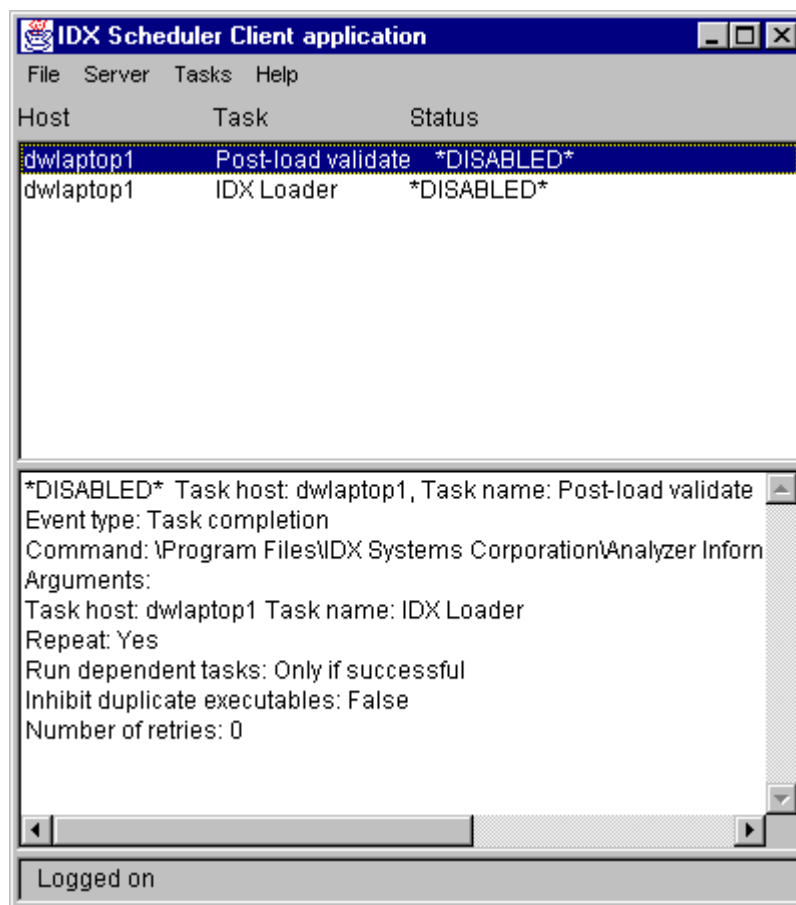 IDX Scheduler Client application
File Server Tasks Help
Host Task Status
dwlaptop1 Post-load validate *DISABLED*
dwlaptop1 IDX Loader *DISABLED*
*DISABLED* Task host: dwlaptop1, Task name: Post-load validate
Event type: Task completion
Command: \Program Files\IDX Systems Corporation\Analyzer
Arguments:
Task host: dwlaptop1 Task name: IDX Loader
Repeat: Yes
Run dependent tasks: Only if successful
Inhibit duplicate executables: False
Number of retries: 0
Logged on